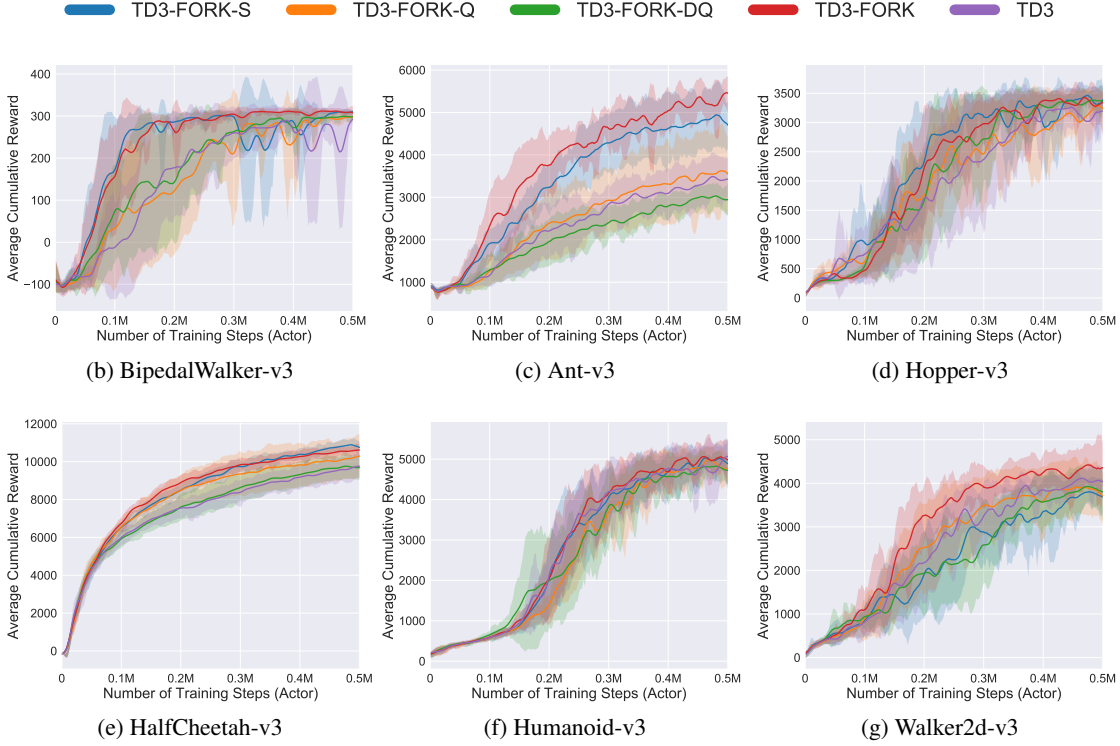 TD3-FORK-S TD3-FORK-Q TD3-FORK-DQ TD3-FORK TD3
Average Cumulative Reward
400
300
200
100
0
−100
0 0.1M 0.2M 0.3M 0.4M 0.5M
Number of Training Steps (Actor)
(b) BipedalWalker-v3
Average Cumulative Reward
6000
5000
4000
3000
2000
1000
0 0.1M 0.2M 0.3M 0.4M 0.5M
Number of Training Steps (Actor)
(c) Ant-v3
Average Cumulative Reward
3500
3000
2500
2000
1500
1000
500
0
0 0.1M 0.2M 0.3M 0.4M 0.5M
Number of Training Steps (Actor)
(d) Hopper-v3
Average Cumulative Reward
12000
10000
8000
6000
4000
2000
0
0 0.1M 0.2M 0.3M 0.4M 0.5M
Number of Training Steps (Actor)
(e) HalfCheetah-v3
Average Cumulative Reward
5000
4000
3000
2000
1000
0
0 0.1M 0.2M 0.3M 0.4M 0.5M
Number of Training Steps (Actor)
(f) Humanoid-v3
Average Cumulative Reward
5000
4000
3000
2000
1000
0
0 0.1M 0.2M 0.3M 0.4M 0.5M
Number of Training Steps (Actor)
(g) Walker2d-v3